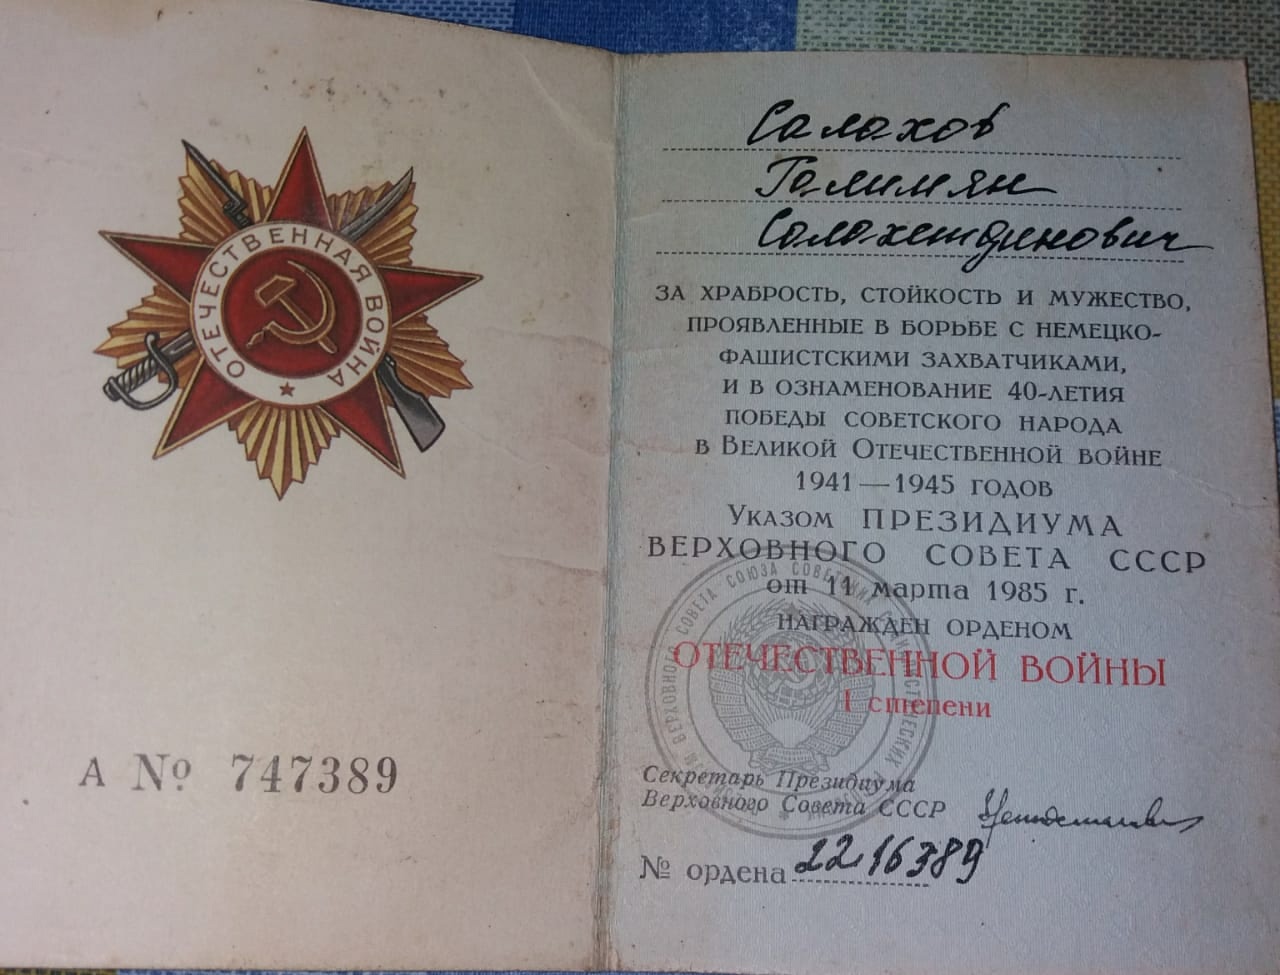 ОТЕЧЕСТВЕННАЯ ВОЙНА
А № 747389
Салахов
Галимян
Салахетдинович
ЗА ХРАБРОСТЬ, СТОЙКОСТЬ И МУЖЕСТВО,
ПРОЯВЛЕННЫЕ В БОРЬБЕ С НЕМЕЦКО-
ФАШИСТСКИМИ ЗАХВАТЧИКАМИ,
И В ОЗНАМЕНОВАНИЕ 40-ЛЕТИЯ
ПОБЕДЫ СОВЕТСКОГО НАРОДА
В ВЕЛИКОЙ ОТЕЧЕСТВЕННОЙ ВОЙНЕ
1941—1945 ГОДОВ
УКАЗОМ ПРЕЗИДИУМА
ВЕРХОВНОГО СОВЕТА СССР
от 11 марта 1985 г.
НАГРАЖДЕН ОРДЕНОМ
ОТЕЧЕСТВЕННОЙ ВОЙНЫ
I степени
Секретарь Президиума
Верховного Совета СССР
№ ордена 2216389